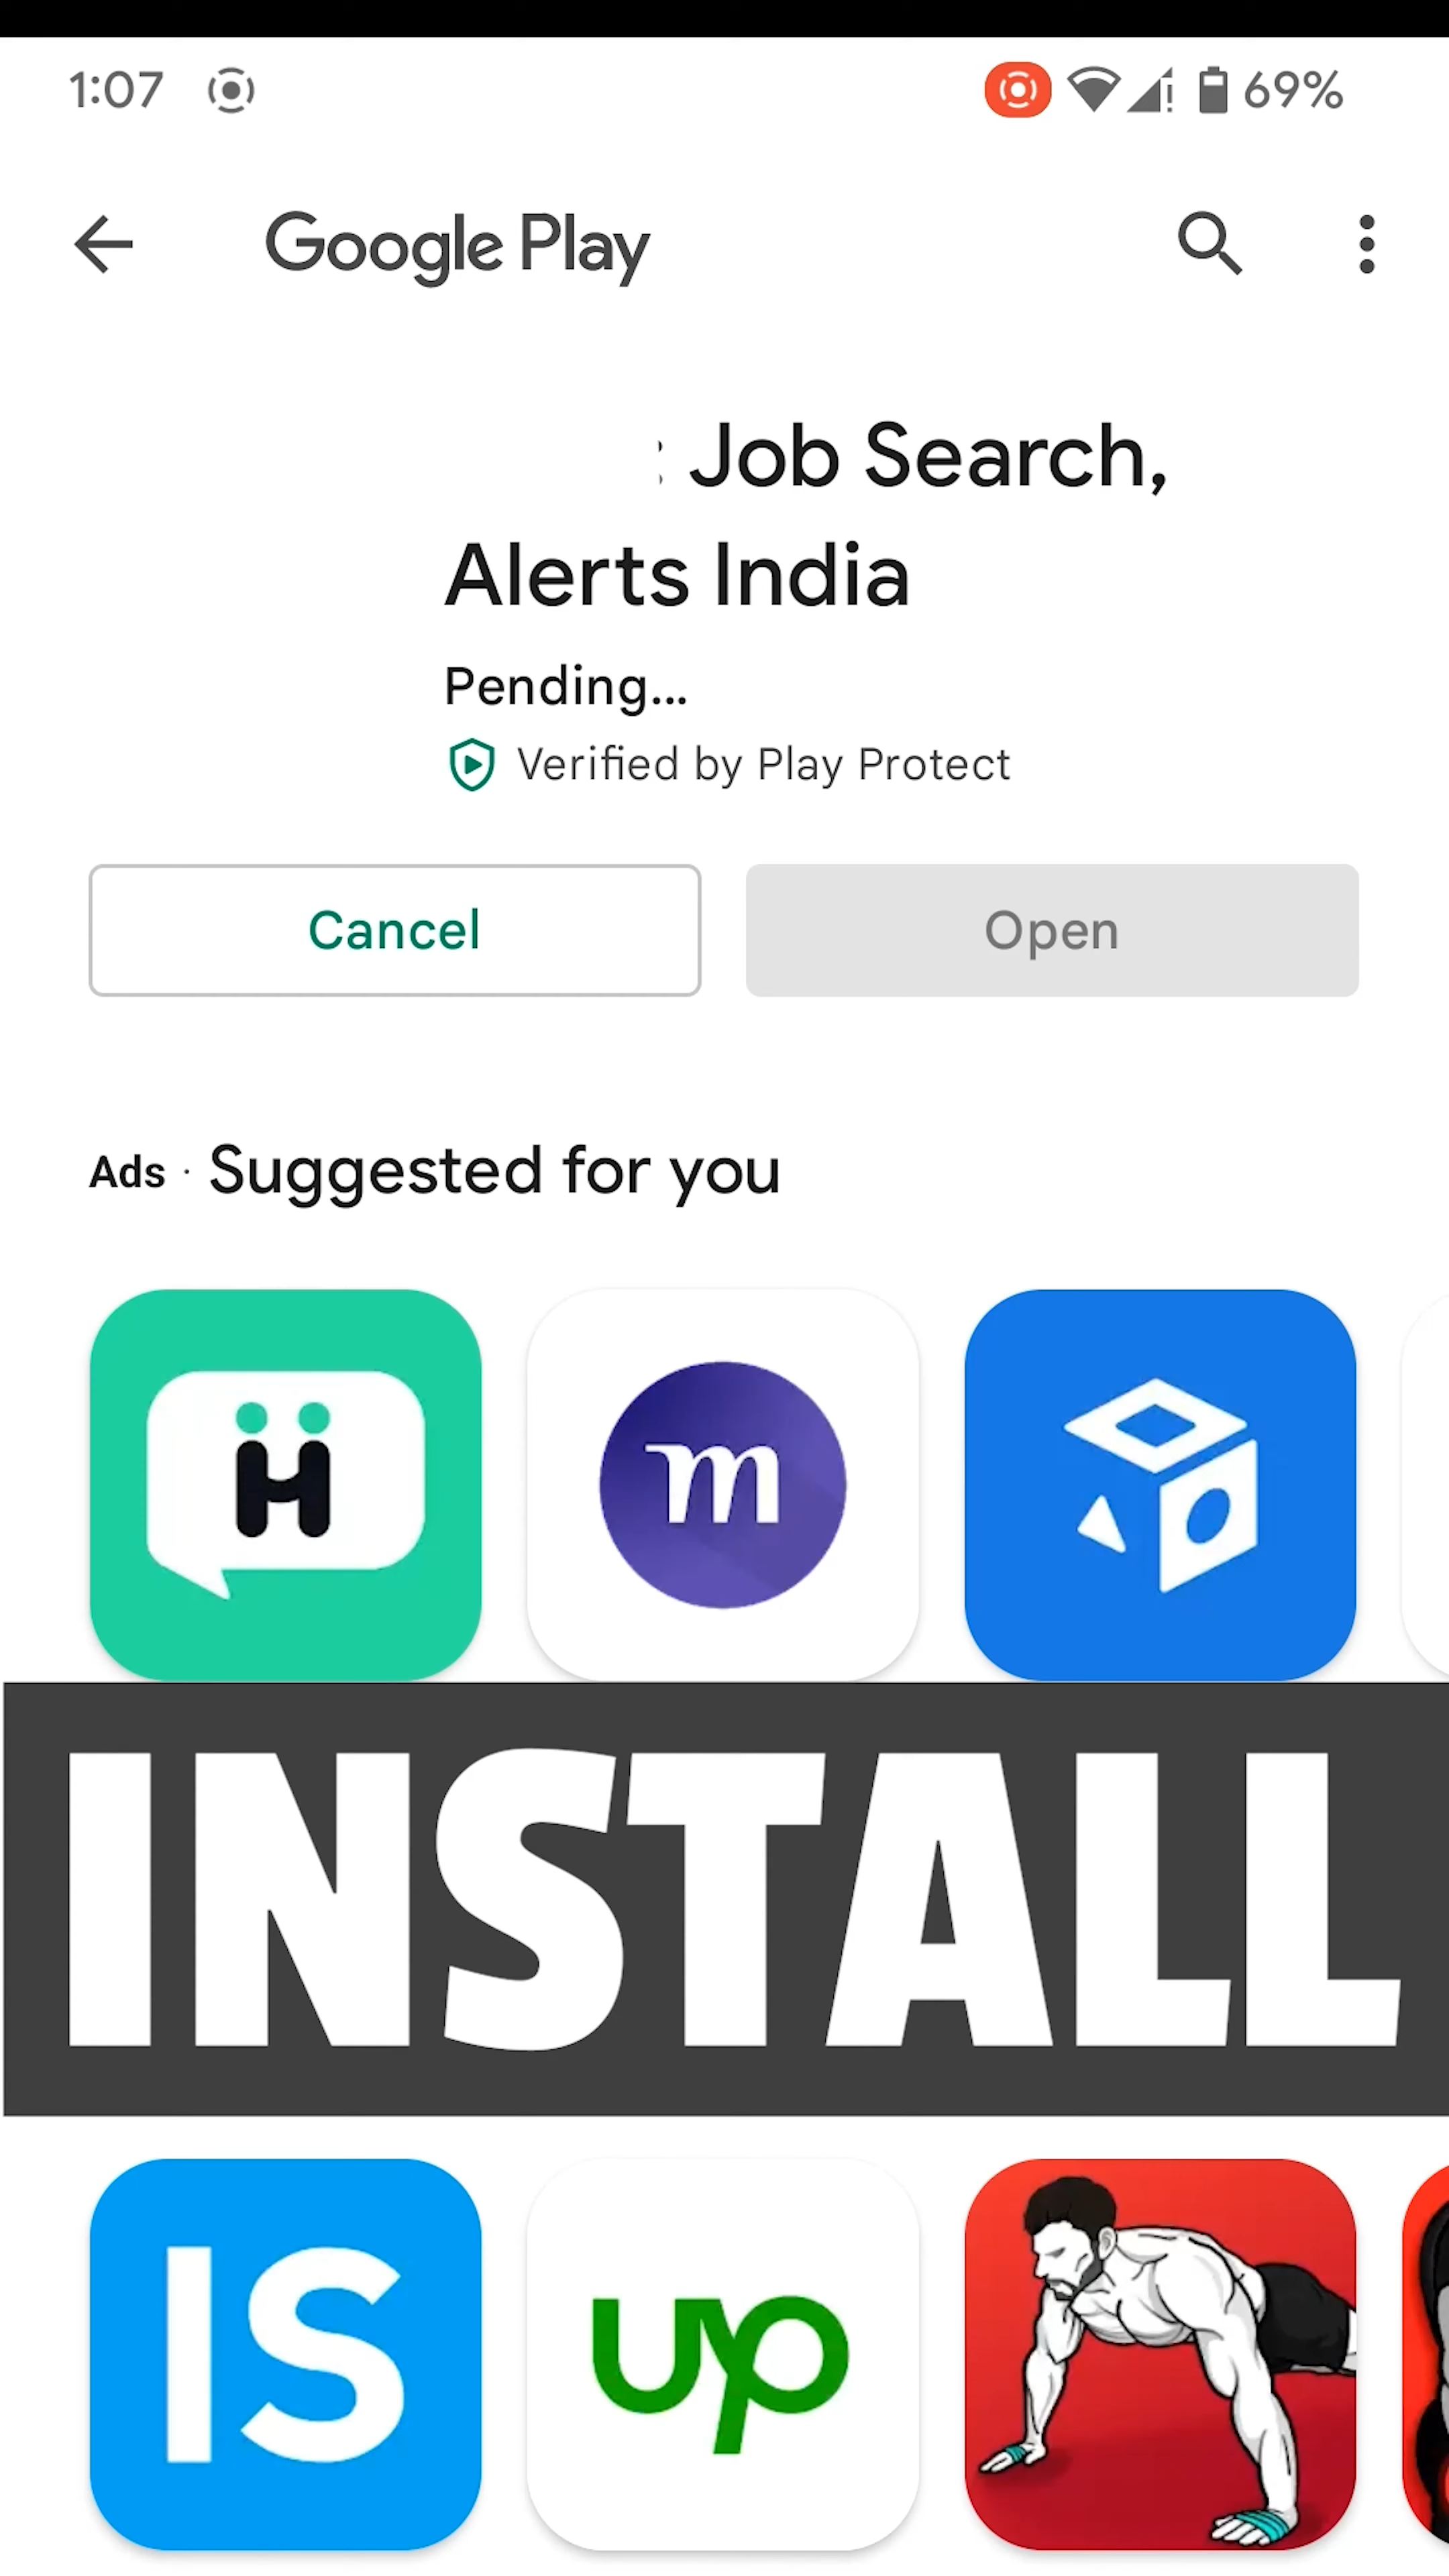 1:07 69%
Google Play
: Job Search,
Alerts India
Pending...
Verified by Play Protect
Cancel Open
Ads · Suggested for you
H m
INSTALL
IS up